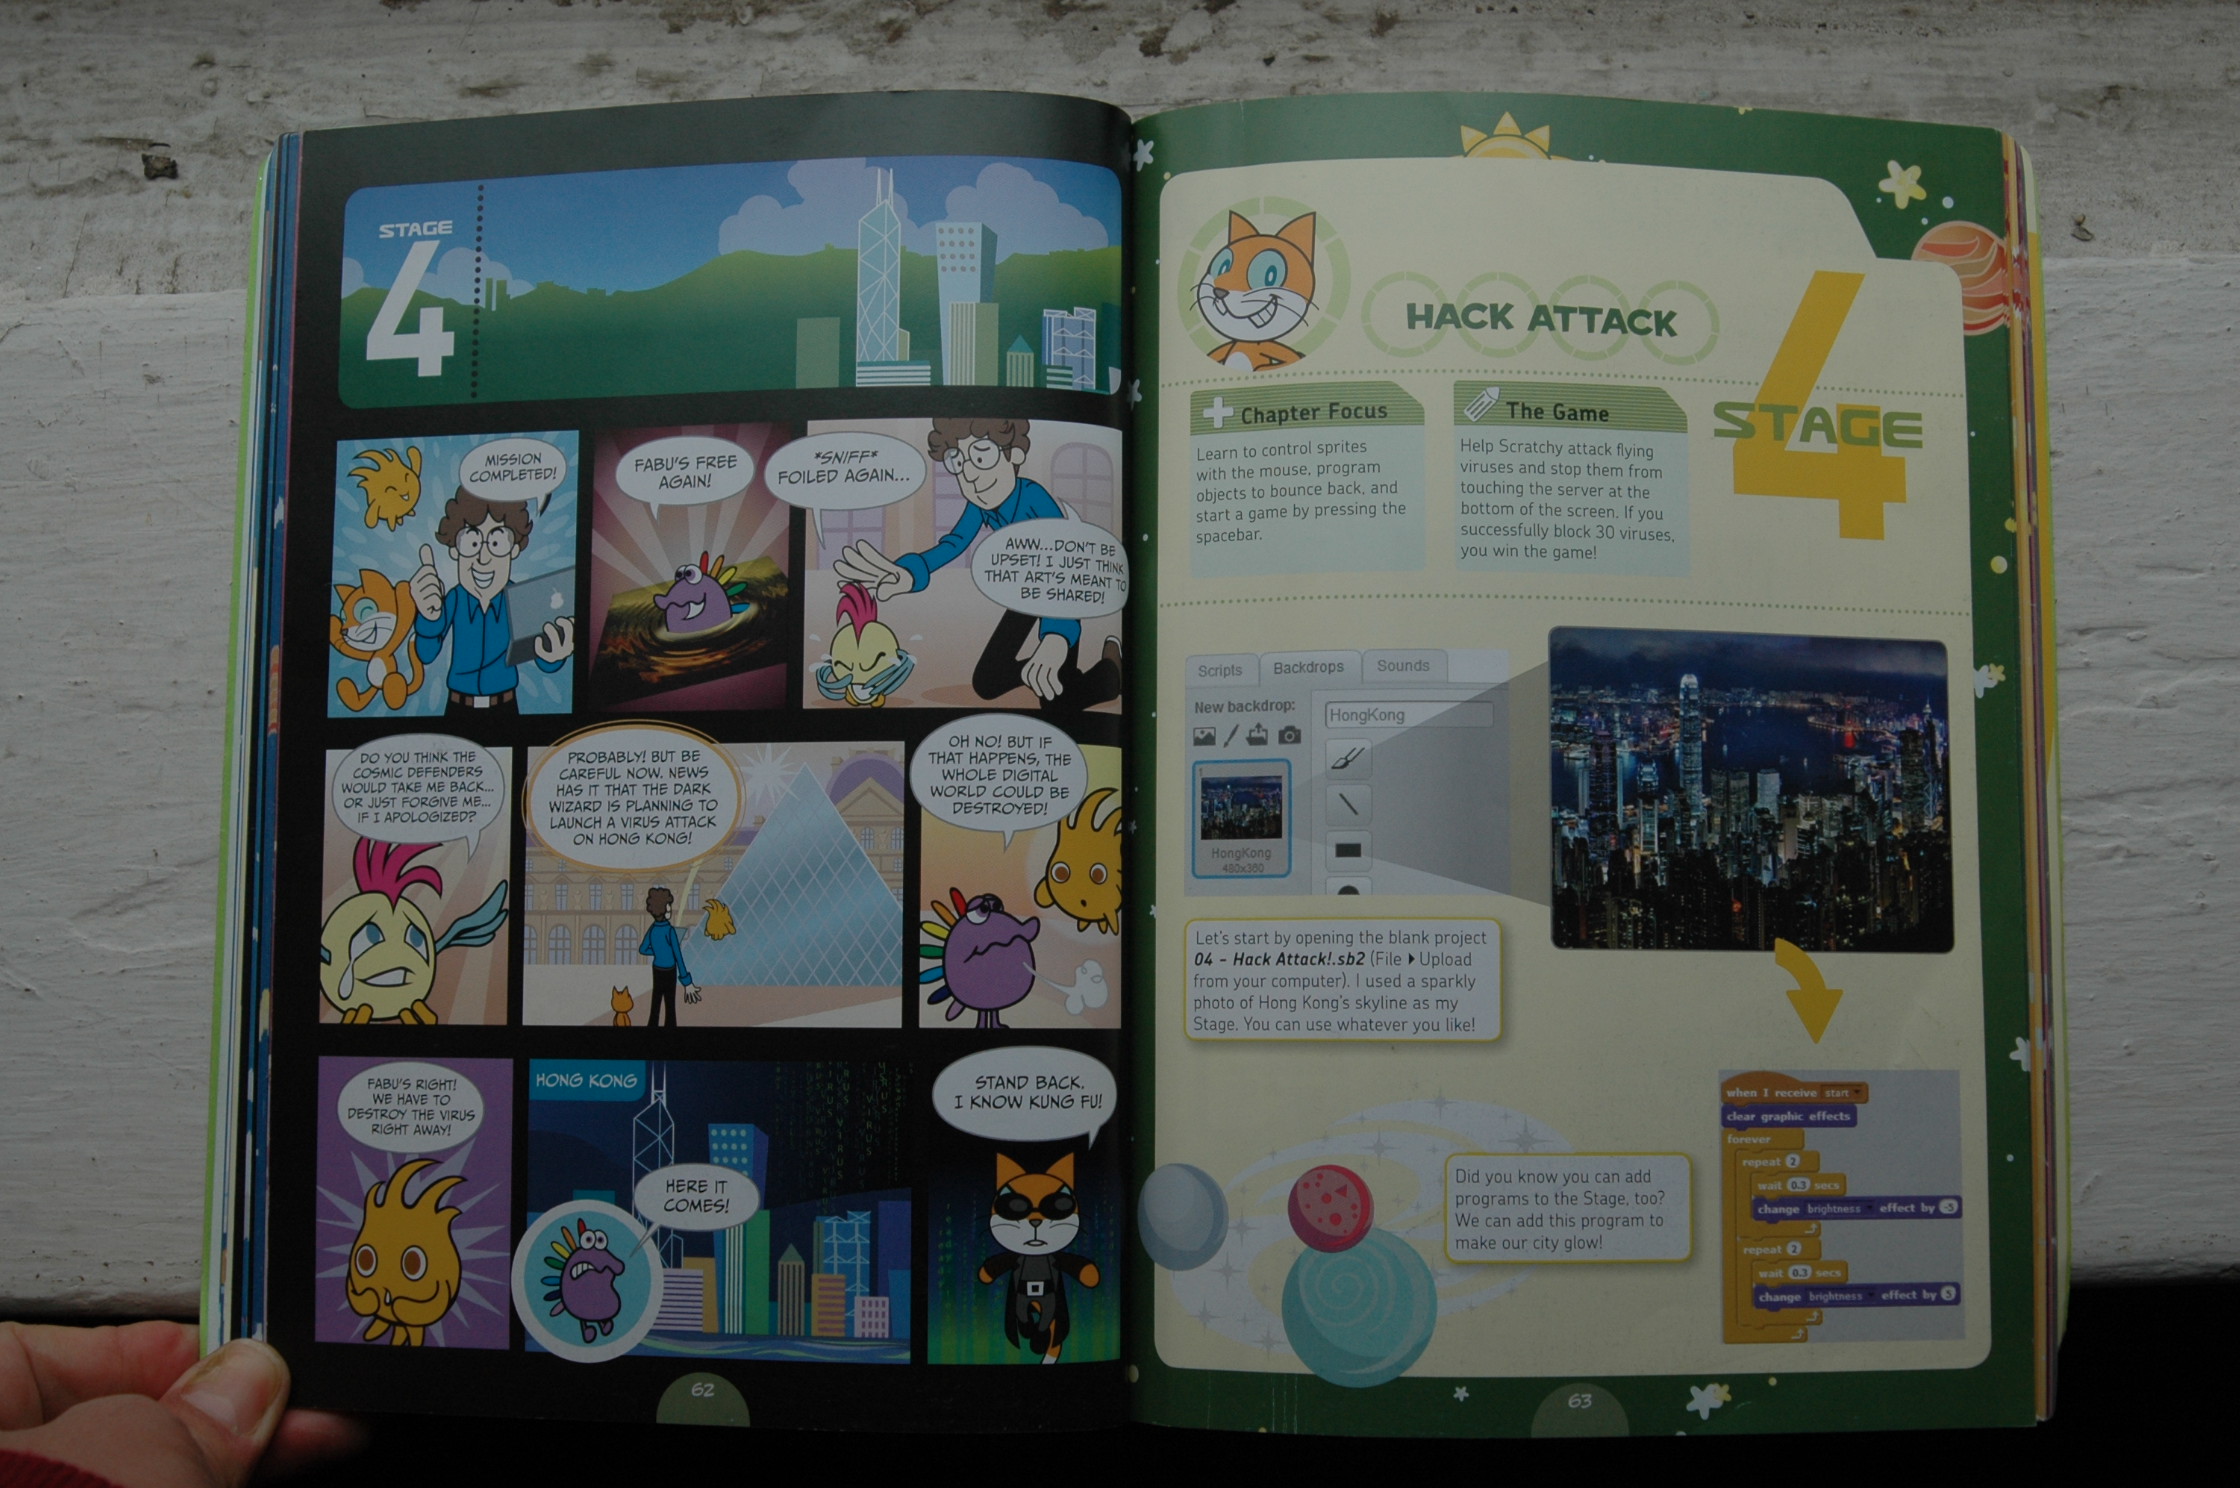 STAGE
4
MISSION
COMPLETED!
FABU'S FREE
AGAIN!
*SNIFF*
FOILED AGAIN...
AWW...DON'T BE
UPSET! I JUST THINK
THAT ART'S MEANT TO
BE SHARED!
DO YOU THINK THE
COSMIC DEFENDERS
WOULD TAKE ME BACK...
OR JUST FORGIVE ME...
IF I APOLOGIZED?
PROBABLY! BUT BE
CAREFUL NOW. NEWS
HAS IT THAT THE DARK
WIZARD IS PLANNING TO
LAUNCH A VIRUS ATTACK
ON HONG KONG!
OH NO! BUT IF
THAT HAPPENS, THE
WHOLE DIGITAL
WORLD COULD BE
DESTROYED!
FABU'S RIGHT!
WE HAVE TO
DESTROY THE VIRUS
RIGHT AWAY!
HONG KONG
HERE IT
COMES!
STAND BACK.
I KNOW KUNG FU!
62
HACK ATTACK
4
STAGE
Chapter Focus
Learn to control sprites
with the mouse, program
objects to bounce back, and
start a game by pressing the
spacebar.
The Game
Help Scratchy attack flying
viruses and stop them from
touching the server at the
bottom of the screen. If you
successfully block 30 viruses,
you win the game!
Scripts Backdrops Sounds
New backdrop:
HongKong
1
HongKong
480x360
Let's start by opening the blank project
04 - Hack Attack!.sb2 (File ▸ Upload
from your computer). I used a sparkly
photo of Hong Kong's skyline as my
Stage. You can use whatever you like!
Did you know you can add
programs to the Stage, too?
We can add this program to
make our city glow!
when I receive start
clear graphic effects
forever
repeat 2
wait 0.3 secs
change brightness effect by -5
repeat 2
wait 0.3 secs
change brightness effect by 5
63